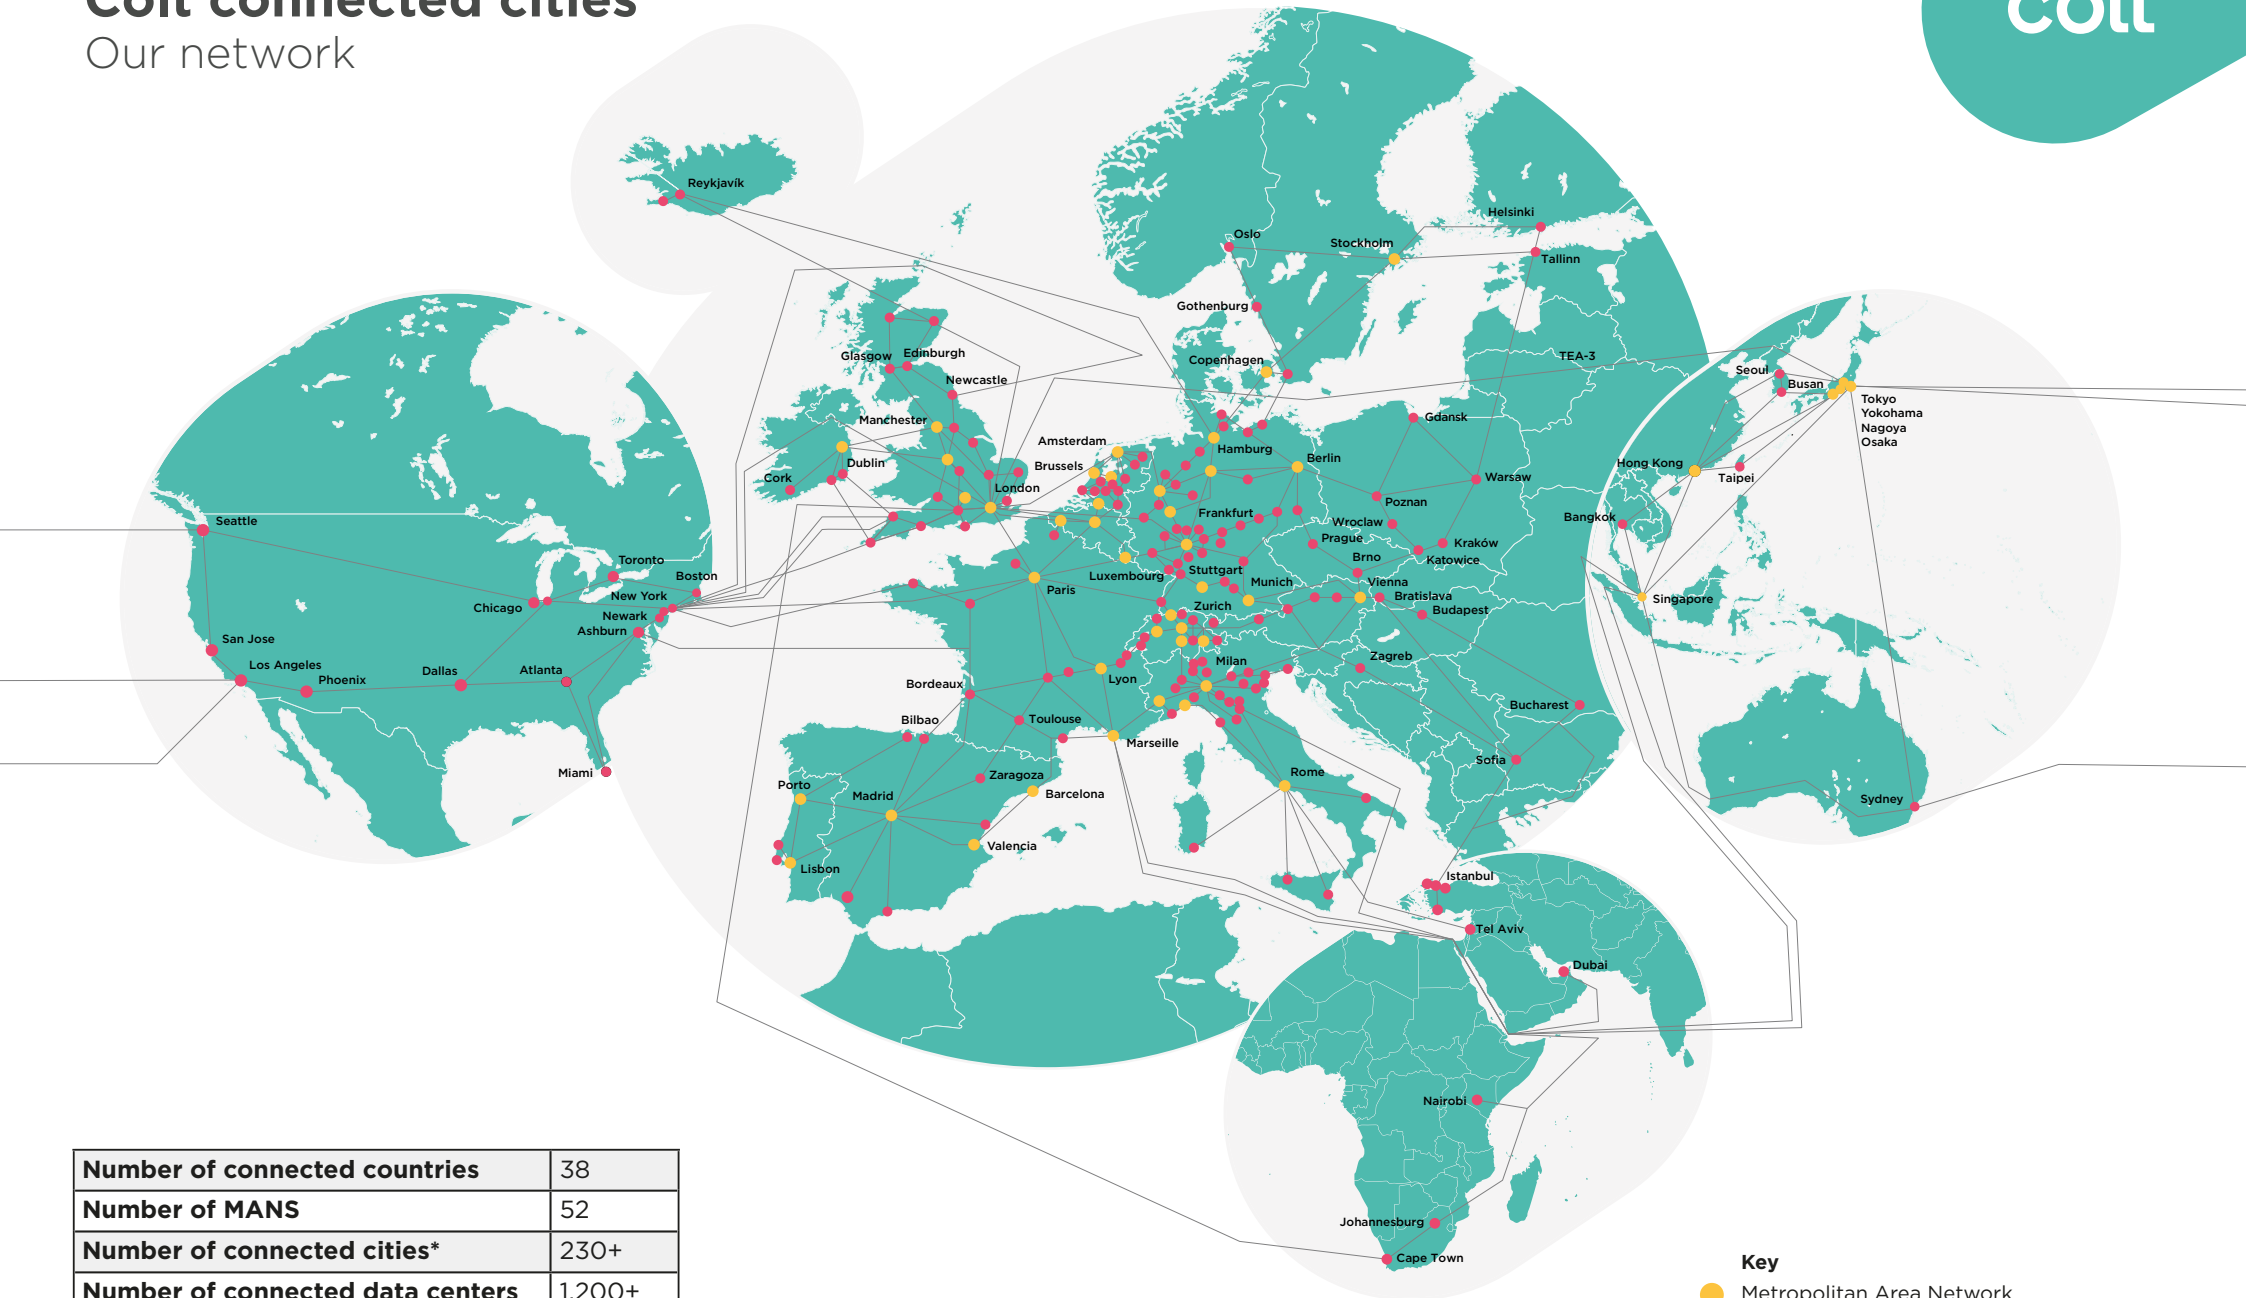 Colt connected cities
Our network
colt
Reykjavík
Helsinki
Oslo
Stockholm
Tallinn
Gothenburg
Copenhagen
TEA-3
Glasgow
Edinburgh
Newcastle
Manchester
Dublin
Cork
London
Amsterdam
Brussels
Hamburg
Berlin
Gdansk
Warsaw
Poznan
Wroclaw
Frankfurt
Prague
Kraków
Katowice
Brno
Luxembourg
Stuttgart
Munich
Vienna
Bratislava
Budapest
Paris
Zurich
Zagreb
Milan
Lyon
Bucharest
Sofia
Bordeaux
Bilbao
Toulouse
Marseille
Zaragoza
Barcelona
Porto
Madrid
Valencia
Lisbon
Rome
Istanbul
Tel Aviv
Dubai
Nairobi
Johannesburg
Cape Town
Seattle
Toronto
Boston
New York
Chicago
Newark
Ashburn
San Jose
Los Angeles
Phoenix
Dallas
Atlanta
Miami
Seoul
Busan
Tokyo
Yokohama
Nagoya
Osaka
Hong Kong
Taipei
Bangkok
Singapore
Sydney
Number of connected countries 38
Number of MANS 52
Number of connected cities* 230+
Number of connected data centers 1,200+
Key
Metropolitan Area Network